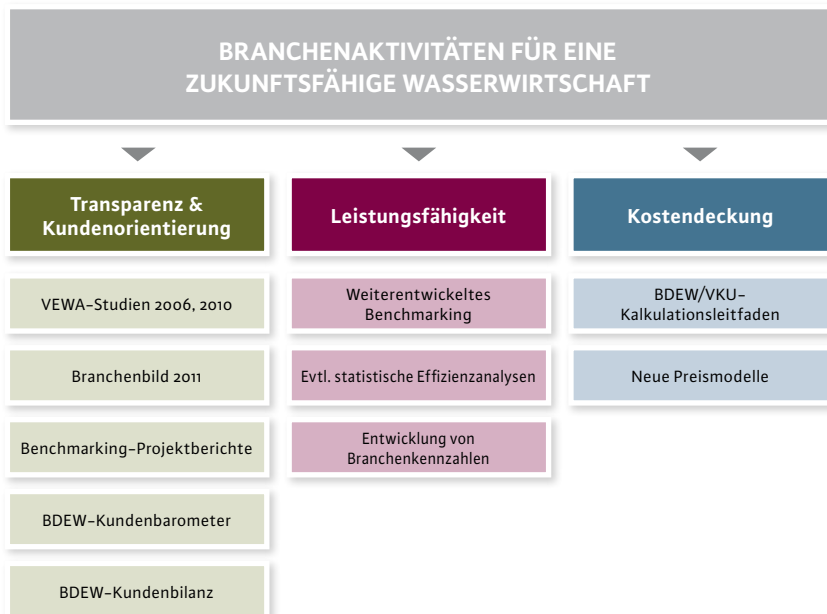 BRANCHENAKTIVITÄTEN FÜR EINE
ZUKUNFTSFÄHIGE WASSERWIRTSCHAFT
Transparenz &
Kundenorientierung
VEWA-Studien 2006, 2010
Branchenbild 2011
Benchmarking-Projektberichte
BDEW-Kundenbarometer
BDEW-Kundenbilanz
Leistungsfähigkeit
Weiterentwickeltes
Benchmarking
Evtl. statistische Effizienzanalysen
Entwicklung von
Branchenkennzahlen
Kostendeckung
BDEW/VKU-
Kalkulationsleitfaden
Neue Preismodelle